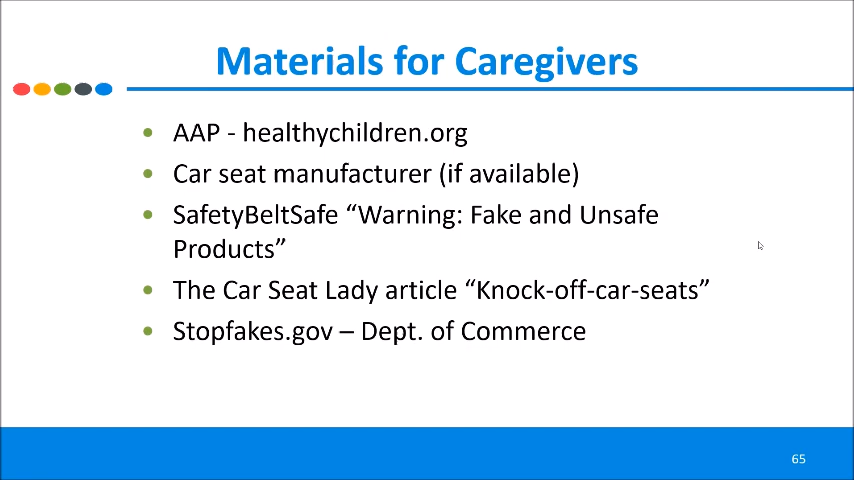 Materials for Caregivers
• AAP - healthychildren.org
• Car seat manufacturer (if available)
• SafetyBeltSafe “Warning: Fake and Unsafe
Products”
• The Car Seat Lady article “Knock-off-car-seats”
• Stopfakes.gov – Dept. of Commerce
65